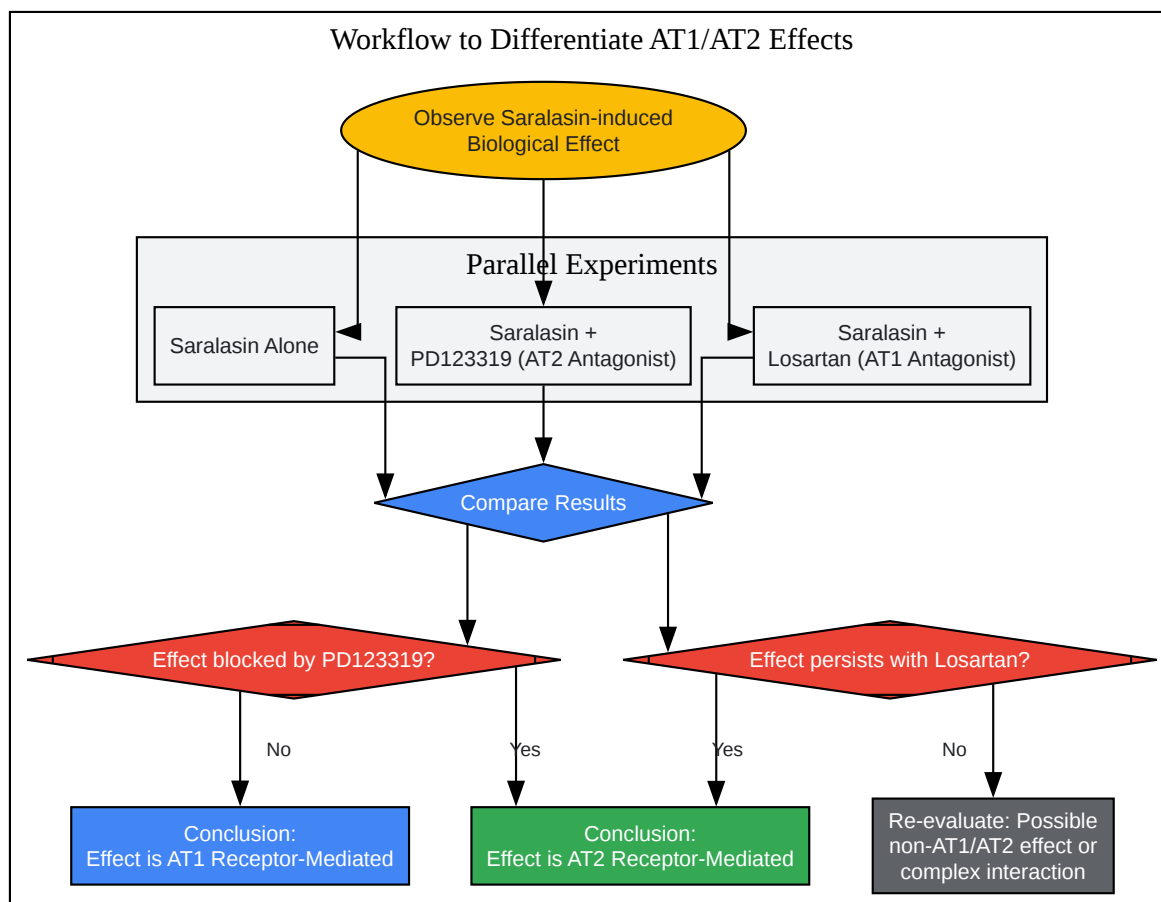 Workflow to Differentiate AT1/AT2 Effects
Observe Saralasin-induced
Biological Effect
Parallel Experiments
Saralasin Alone
Saralasin +
PD123319 (AT2 Antagonist)
Saralasin +
Losartan (AT1 Antagonist)
Compare Results
Effect blocked by PD123319?
Effect persists with Losartan?
No
Yes
Yes
No
Conclusion:
Effect is AT1 Receptor-Mediated
Conclusion:
Effect is AT2 Receptor-Mediated
Re-evaluate: Possible
non-AT1/AT2 effect or
complex interaction